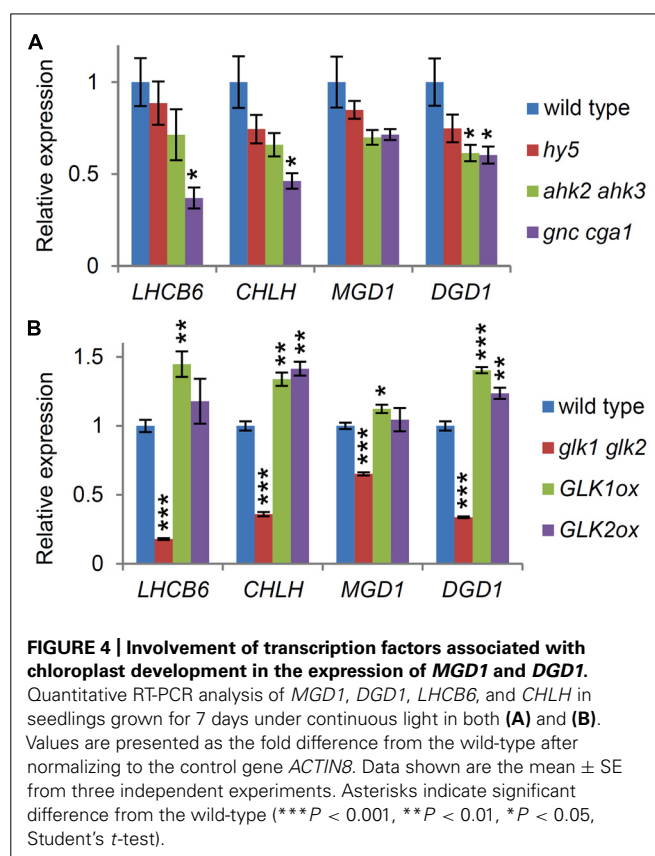 A
Relative expression
1
0.5
0
*
*
* *
LHCB6 CHLH MGD1 DGD1
wild type
hy5
ahk2 ahk3
gnc cga1
B
Relative expression
1.5
1
0.5
0
*** **
*** ** **
*** *
*** *** **
LHCB6 CHLH MGD1 DGD1
wild type
glk1 glk2
GLK1ox
GLK2ox
FIGURE 4 | Involvement of transcription factors associated with
chloroplast development in the expression of MGD1 and DGD1.
Quantitative RT-PCR analysis of MGD1, DGD1, LHCB6, and CHLH in
seedlings grown for 7 days under continuous light in both (A) and (B).
Values are presented as the fold difference from the wild-type after
normalizing to the control gene ACTIN8. Data shown are the mean ± SE
from three independent experiments. Asterisks indicate significant
difference from the wild-type (***P < 0.001, **P < 0.01, *P < 0.05,
Student's t-test).